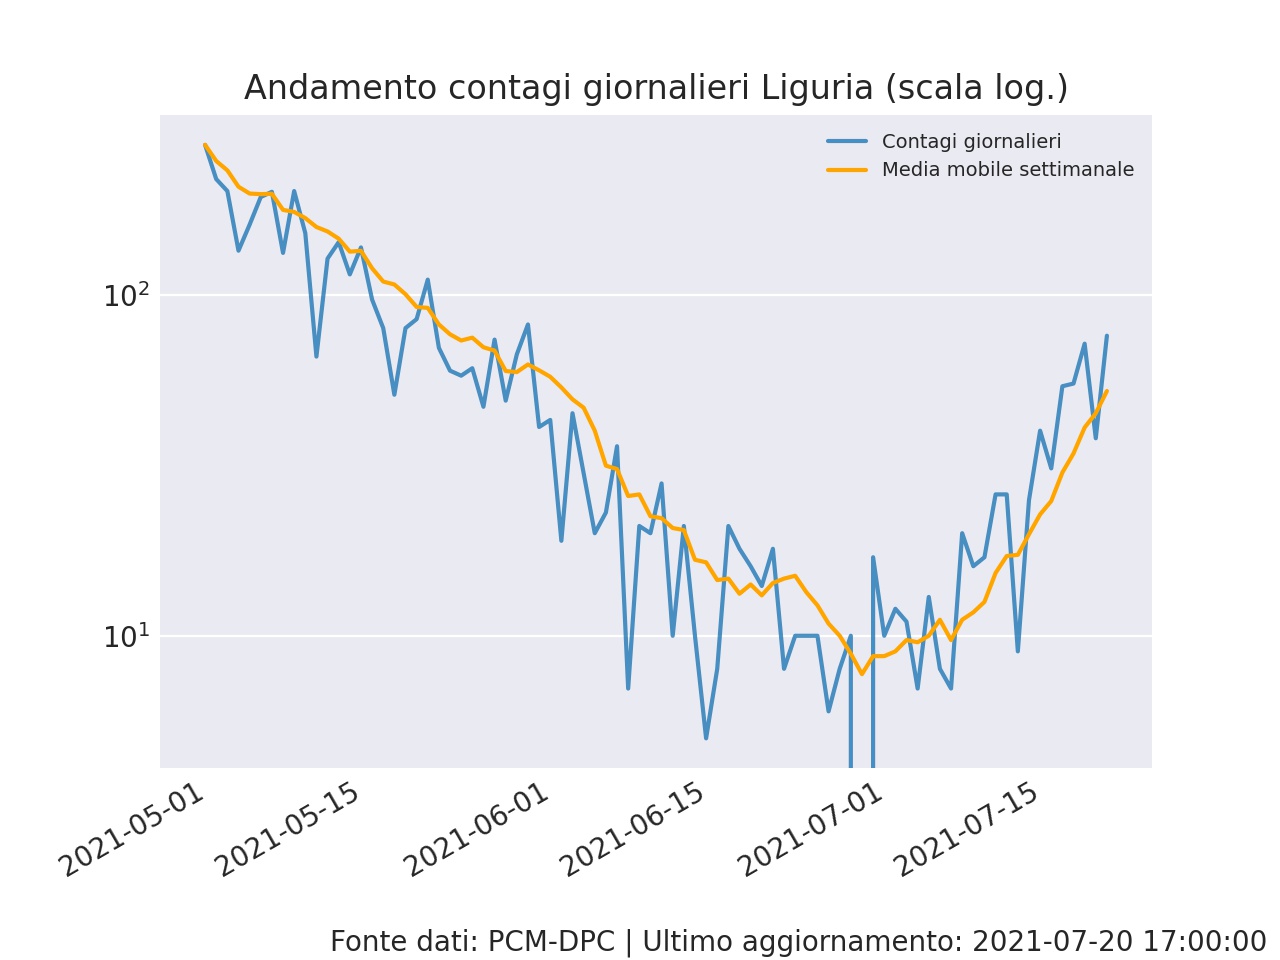 Andamento contagi giornalieri Liguria (scala log.)
Contagi giornalieri
Media mobile settimanale
10²
10¹
2021-05-01
2021-05-15
2021-06-01
2021-06-15
2021-07-01
2021-07-15
Fonte dati: PCM-DPC | Ultimo aggiornamento: 2021-07-20 17:00:00